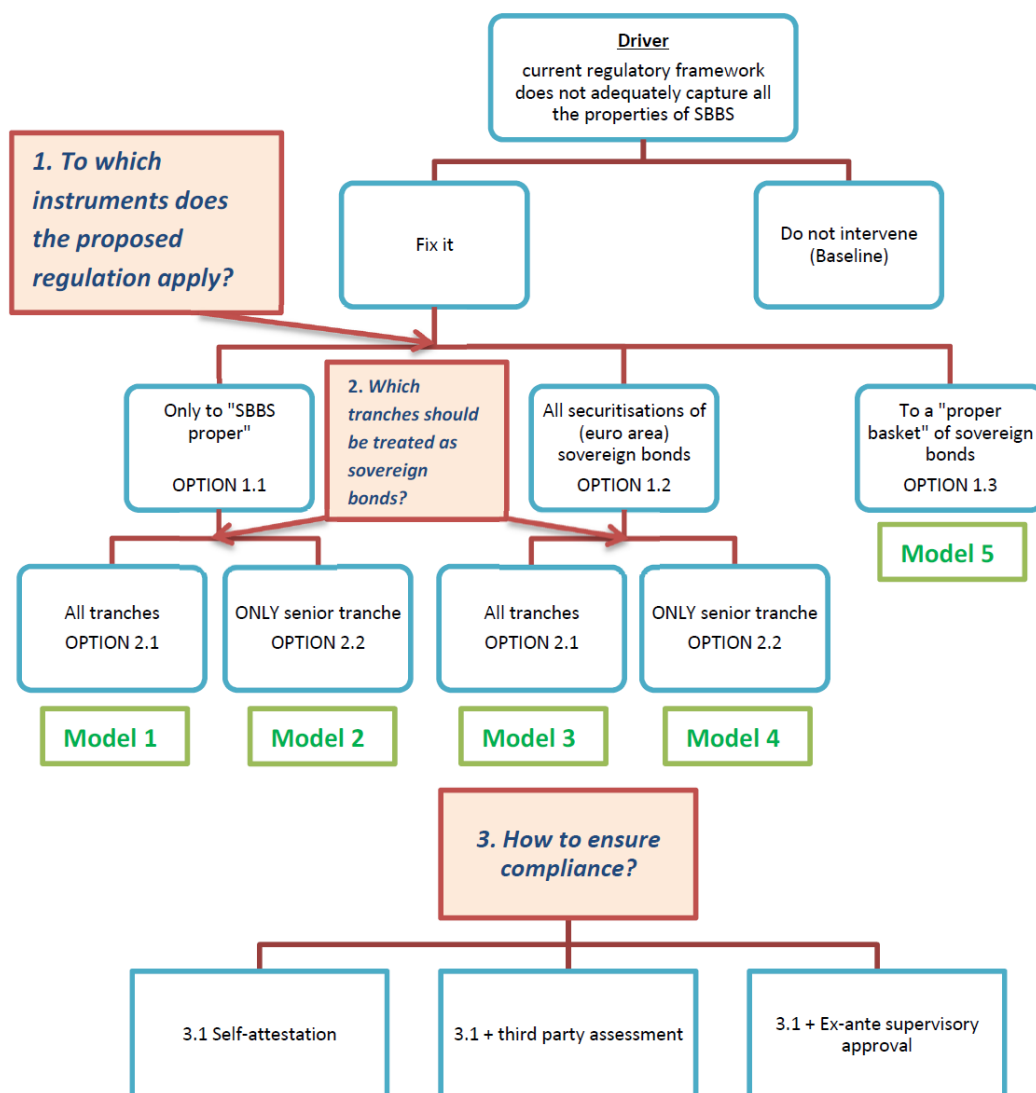 Driver
current regulatory framework
does not adequately capture all
the properties of SBBS
1. To which
instruments does
the proposed
regulation apply?
Fix it
Do not intervene
(Baseline)
Only to "SBBS
proper"
OPTION 1.1
2. Which
tranches should
be treated as
sovereign
bonds?
All securitisations of
(euro area)
sovereign bonds
OPTION 1.2
To a "proper
basket" of sovereign
bonds
OPTION 1.3
Model 5
All tranches
OPTION 2.1
ONLY senior tranche
OPTION 2.2
All tranches
OPTION 2.1
ONLY senior tranche
OPTION 2.2
Model 1
Model 2
Model 3
Model 4
3. How to ensure
compliance?
3.1 Self-attestation
3.1 + third party assessment
3.1 + Ex-ante supervisory
approval